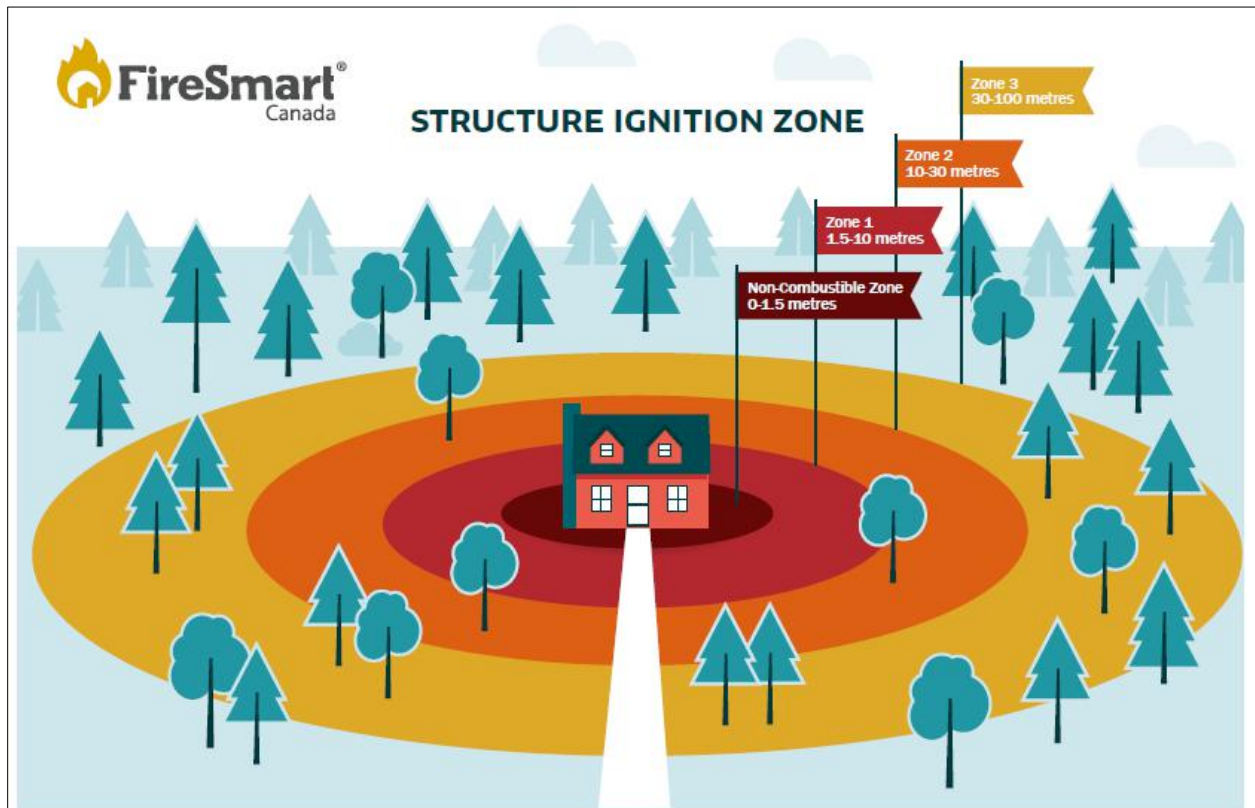 FireSmart®
Canada
STRUCTURE IGNITION ZONE
Zone 3
30-100 metres
Zone 2
10-30 metres
Zone 1
1.5-10 metres
Non-Combustible Zone
0-1.5 metres